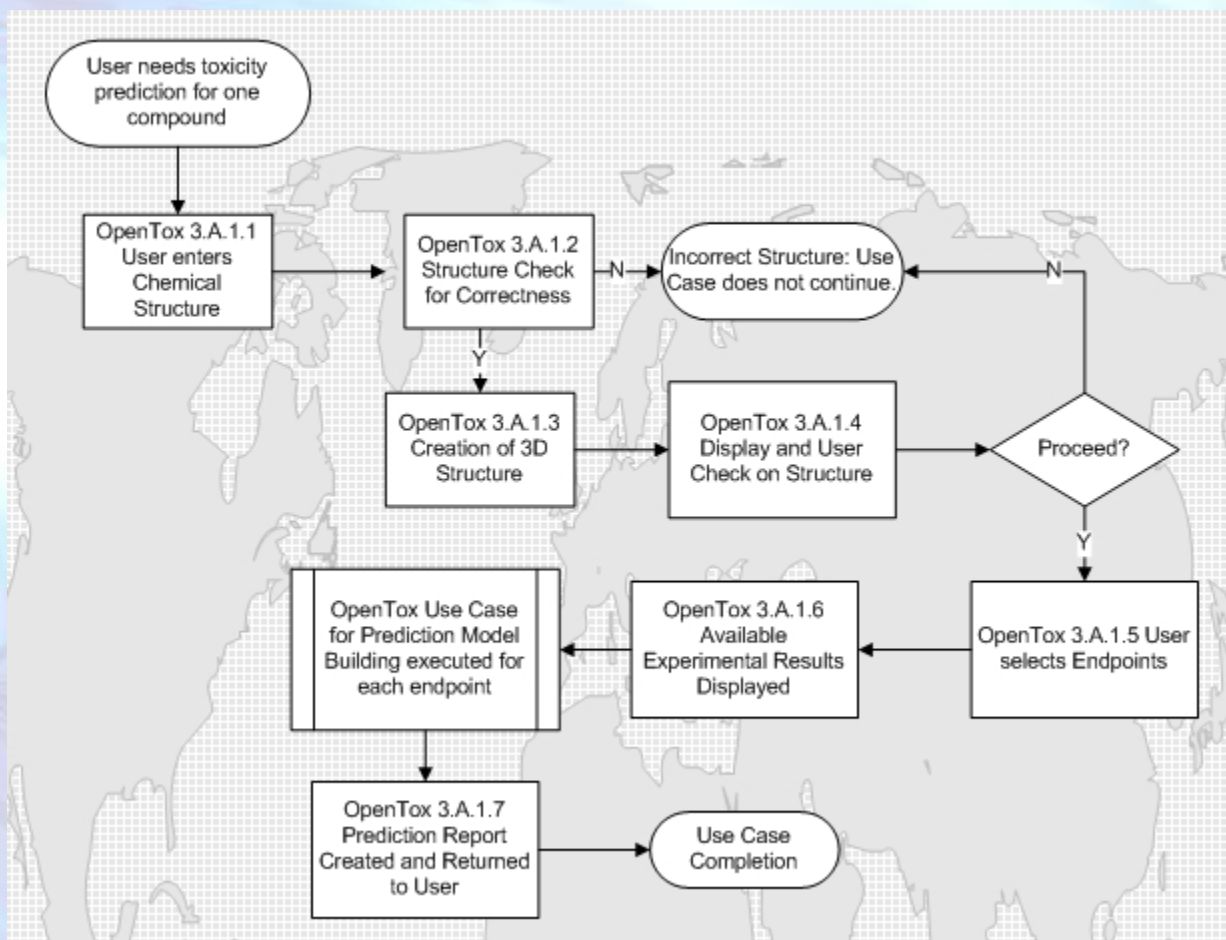 User needs toxicity
prediction for one
compound
OpenTox 3.A.1.1
User enters
Chemical
Structure
OpenTox 3.A.1.2
Structure Check
for Correctness
N
Incorrect Structure: Use
Case does not continue.
N
Y
OpenTox 3.A.1.3
Creation of 3D
Structure
OpenTox 3.A.1.4
Display and User
Check on Structure
Proceed?
Y
OpenTox 3.A.1.5 User
selects Endpoints
OpenTox 3.A.1.6
Available
Experimental Results
Displayed
OpenTox Use Case
for Prediction Model
Building executed for
each endpoint
OpenTox 3.A.1.7
Prediction Report
Created and Returned
to User
Use Case
Completion